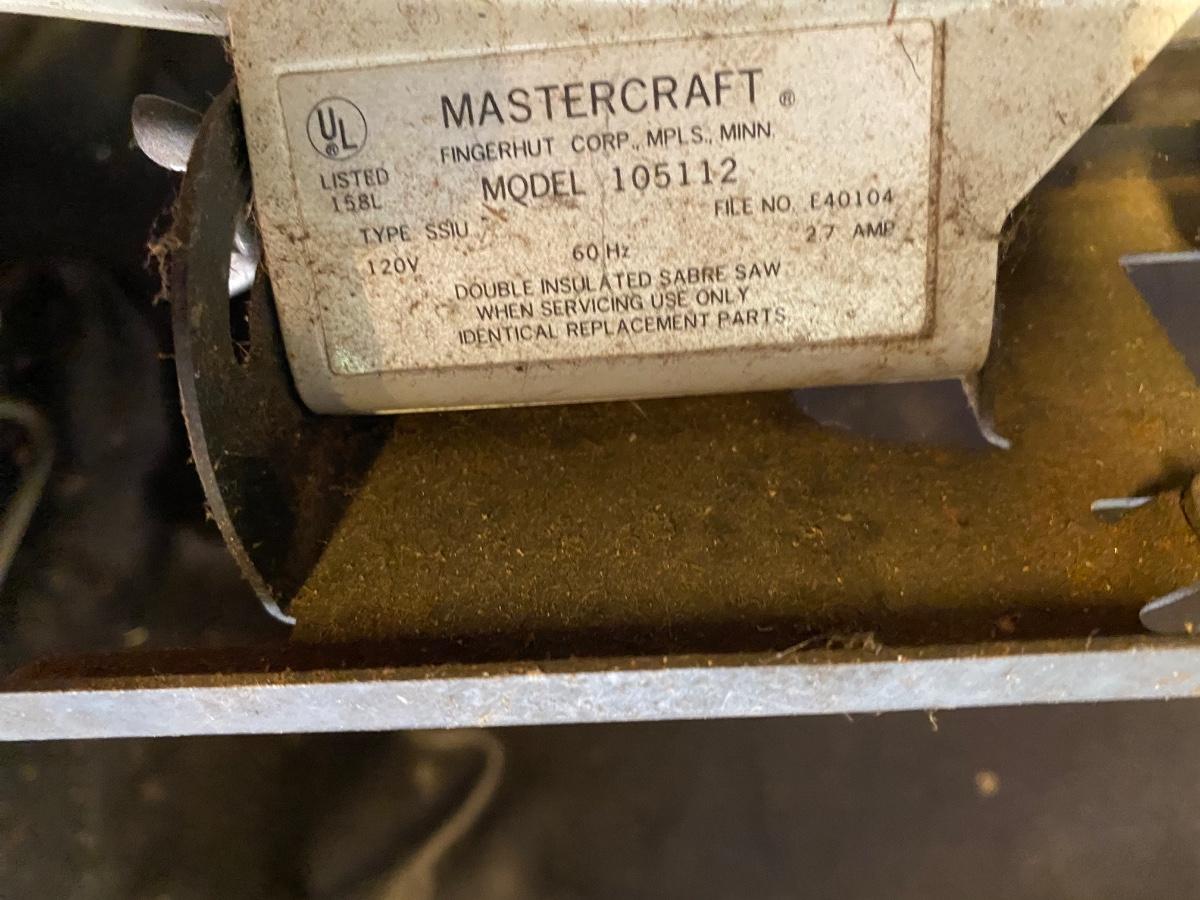 MASTERCRAFT ®
FINGERHUT CORP., MPLS., MINN.
UL ®
LISTED
158L
MODEL 105112
FILE NO. E40104
TYPE SSIU
2.7 AMP
120V
60 Hz
DOUBLE INSULATED SABRE SAW
WHEN SERVICING USE ONLY
IDENTICAL REPLACEMENT PARTS.